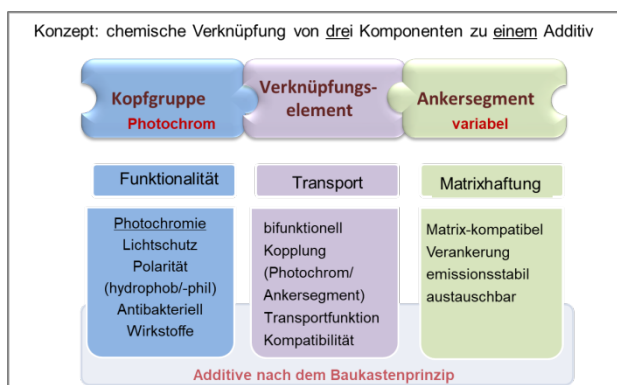 Konzept: chemische Verknüpfung von drei Komponenten zu einem Additiv
Kopfgruppe
Photochrom
Verknüpfungs-
element
Ankersegment
variabel
Funktionalität
Transport
Matrixhaftung
Photochromie
Lichtschutz
Polarität
(hydrophob/-phil)
Antibakteriell
Wirkstoffe
bifunktionell
Kopplung
(Photochrom/
Ankersegment)
Transportfunktion
Kompatibilität
Matrix-kompatibel
Verankerung
emissionsstabil
austauschbar
Additive nach dem Baukastenprinzip